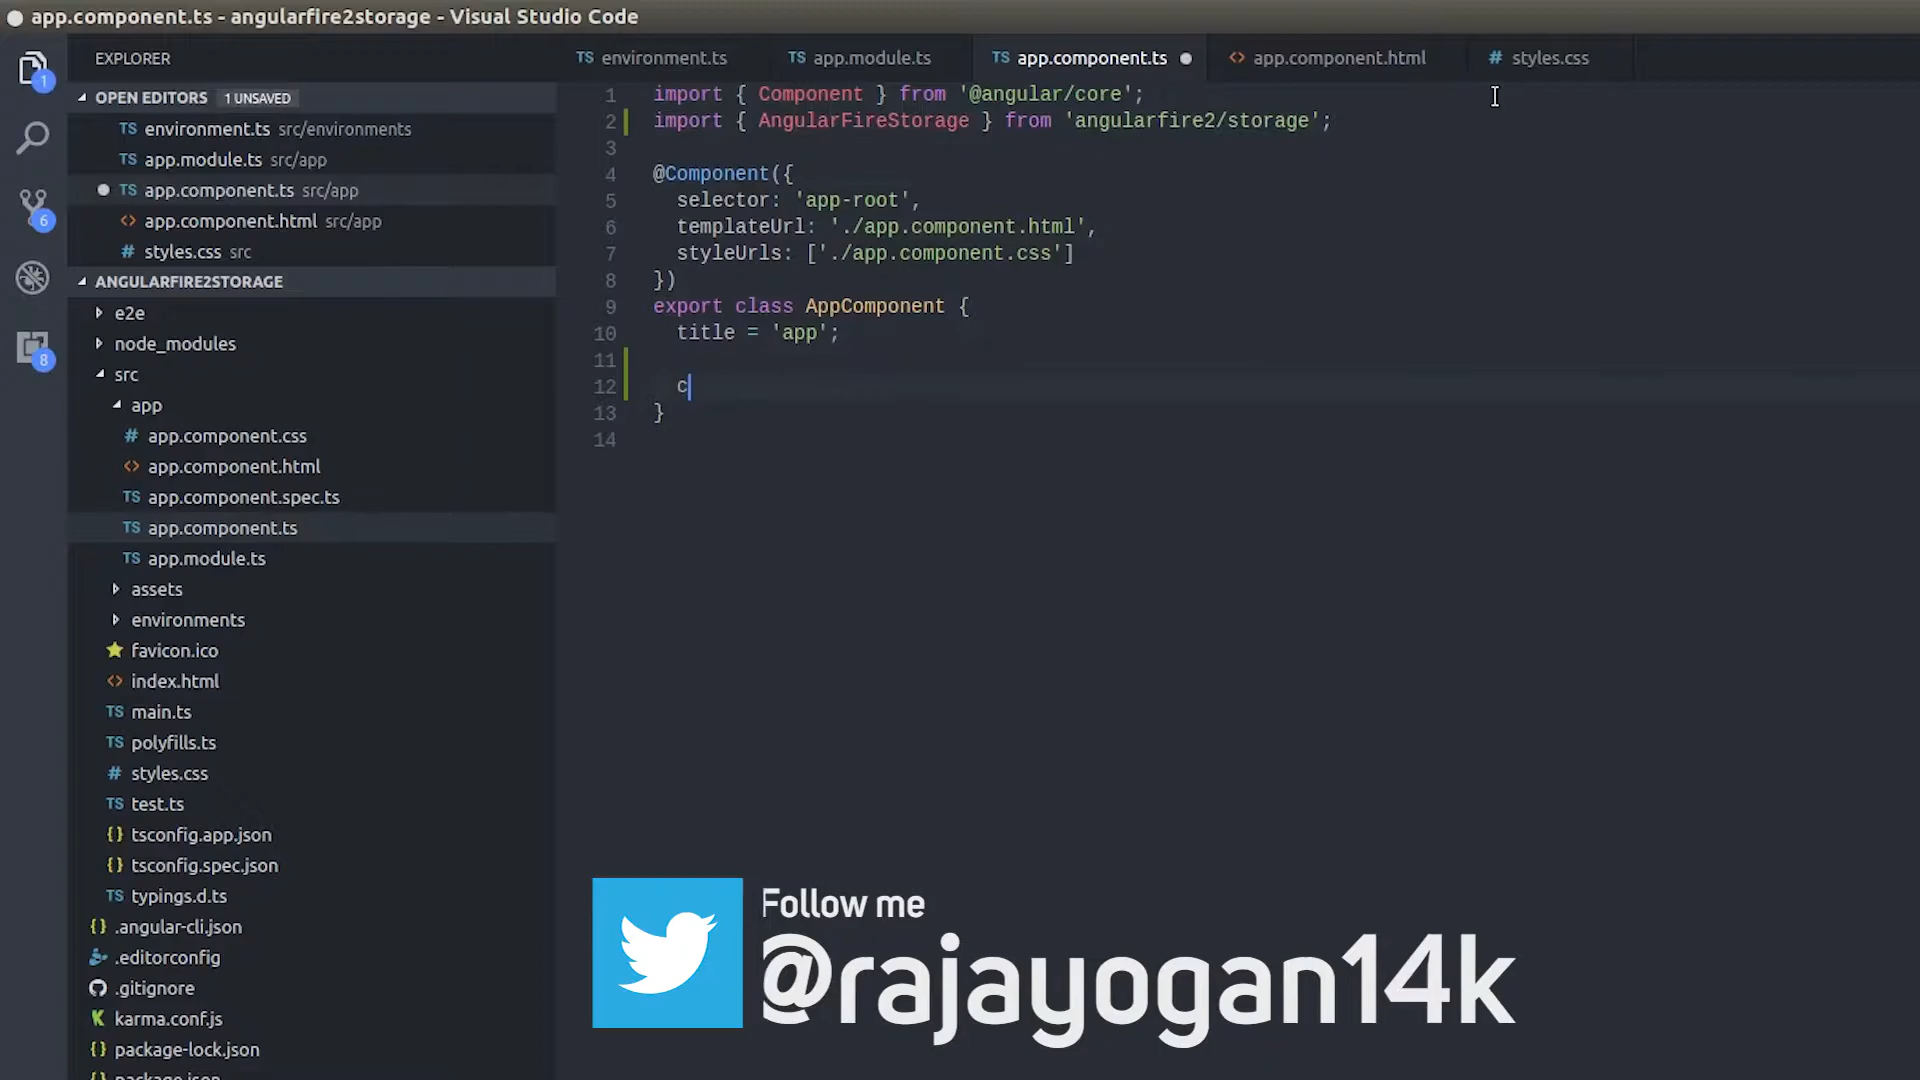 app.component.ts - angularfire2storage - Visual Studio Code
EXPLORER
TS environment.ts
TS app.module.ts
TS app.component.ts
<> app.component.html
# styles.css
1
6
8
OPEN EDITORS 1 UNSAVED
TS environment.ts src/environments
TS app.module.ts src/app
TS app.component.ts src/app
<> app.component.html src/app
# styles.css src
ANGULARFIRE2STORAGE
e2e
node_modules
src
app
# app.component.css
<> app.component.html
TS app.component.spec.ts
TS app.component.ts
TS app.module.ts
assets
environments
favicon.ico
<> index.html
TS main.ts
TS polyfills.ts
# styles.css
TS test.ts
{} tsconfig.app.json
{} tsconfig.spec.json
TS typings.d.ts
{} .angular-cli.json
.editorconfig
.gitignore
K karma.conf.js
{} package-lock.json
{} package.json
1 import { Component } from '@angular/core';
2 import { AngularFireStorage } from 'angularfire2/storage';
3
4 @Component({
5   selector: 'app-root',
6   templateUrl: './app.component.html',
7   styleUrls: ['./app.component.css']
8 })
9 export class AppComponent {
10   title = 'app';
11
12   c
13 }
14
Follow me
@rajayogan14k